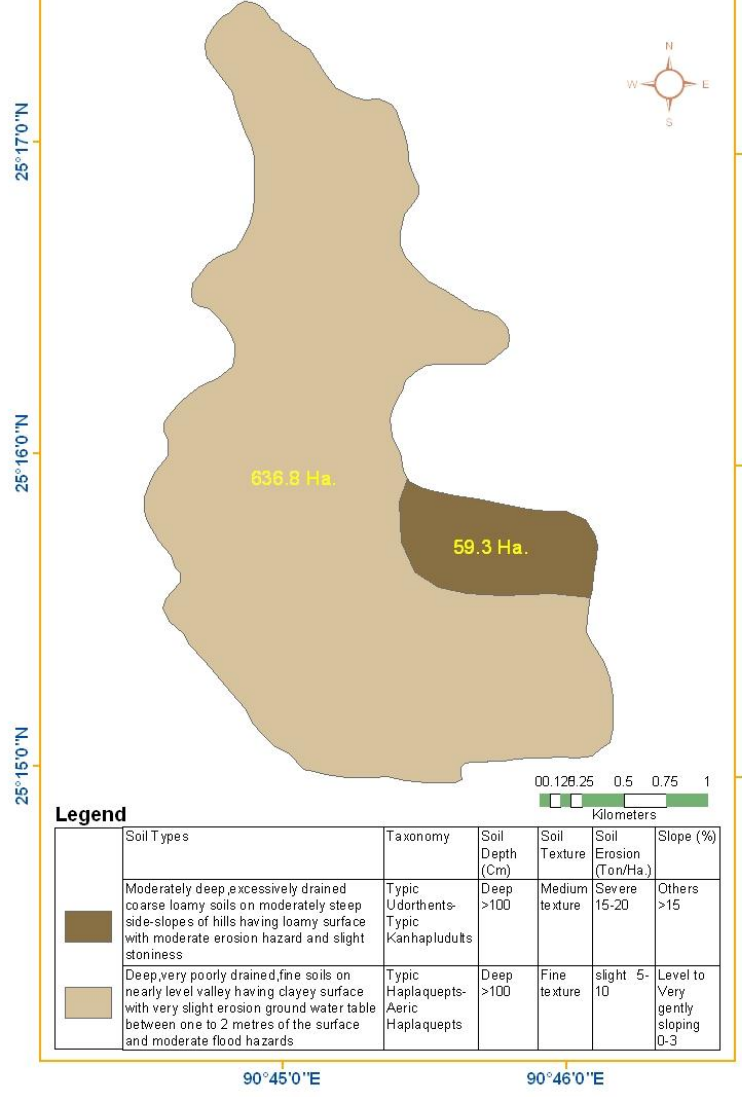 N
W E
S
25°17'0"N
25°16'0"N
25°15'0"N
636.8 Ha.
59.3 Ha.
0 0.125 0.25 0.5 0.75 1
Kilometers
Legend
Soil Types
Taxonomy
Soil
Depth
(Cm)
Soil
Texture
Soil
Erosion
(Ton/Ha.)
Slope (%)
Moderately deep,excessively drained
coarse loamy soils on moderately steep
side-slopes of hills having loamy surface
with moderate erosion hazard and slight
stoniness
Typic
Udorthents-
Typic
Kanhapludults
Deep
>100
Medium
texture
Severe
15-20
Others
>15
Deep,very poorly drained,fine soils on
nearly level valley having clayey surface
with very slight erosion ground water table
between one to 2 metres of the surface
and moderate flood hazards
Typic
Haplaquepts-
Aeric
Haplaquepts
Deep
>100
Fine
texture
slight 5-
10
Level to
Very
gently
sloping
0-3
90°45'0"E
90°46'0"E